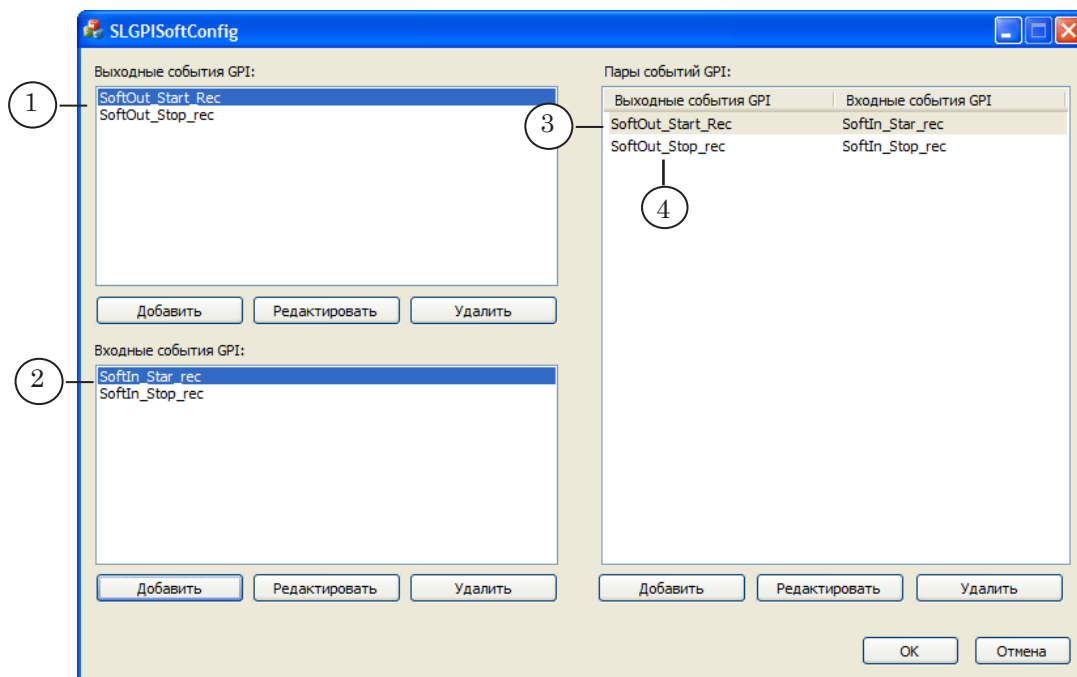 SLGPISoftConfig
Выходные события GPI:
1
SoftOut_Start_Rec
SoftOut_Stop_rec
Добавить Редактировать Удалить
Входные события GPI:
2
SoftIn_Star_rec
SoftIn_Stop_rec
Добавить Редактировать Удалить
Пары событий GPI:
Выходные события GPI Входные события GPI
3
SoftOut_Start_Rec SoftIn_Star_rec
SoftOut_Stop_rec SoftIn_Stop_rec
4
Добавить Редактировать Удалить
OK Отмена